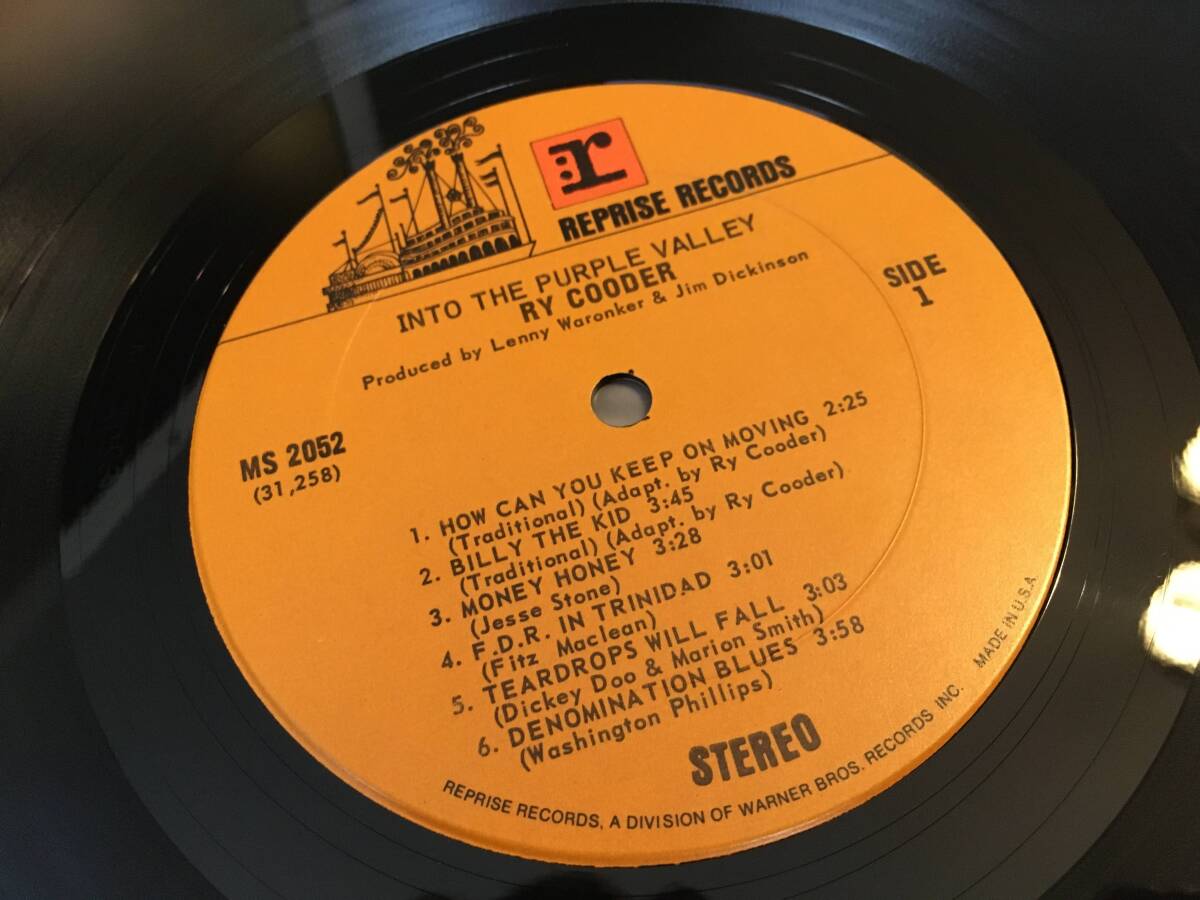 r
REPRISE RECORDS
INTO THE PURPLE VALLEY
RY COODER
Produced by Lenny Waronker & Jim Dickinson
SIDE
1
MS 2052
(31,258)
1. HOW CAN YOU KEEP ON MOVING 2:25
(Traditional) (Adapt. by Ry Cooder)
2. BILLY THE KID 3:45
(Traditional) (Adapt. by Ry Cooder)
3. MONEY HONEY 3:28
(Jesse Stone)
4. F.D.R. IN TRINIDAD 3:01
(Fitz Maclean)
5. TEARDROPS WILL FALL 3:03
(Dickey Doo & Marion Smith)
6. DENOMINATION BLUES 3:58
(Washington Phillips)
STEREO
REPRISE RECORDS, A DIVISION OF WARNER BROS. RECORDS INC. MADE IN U.S.A.